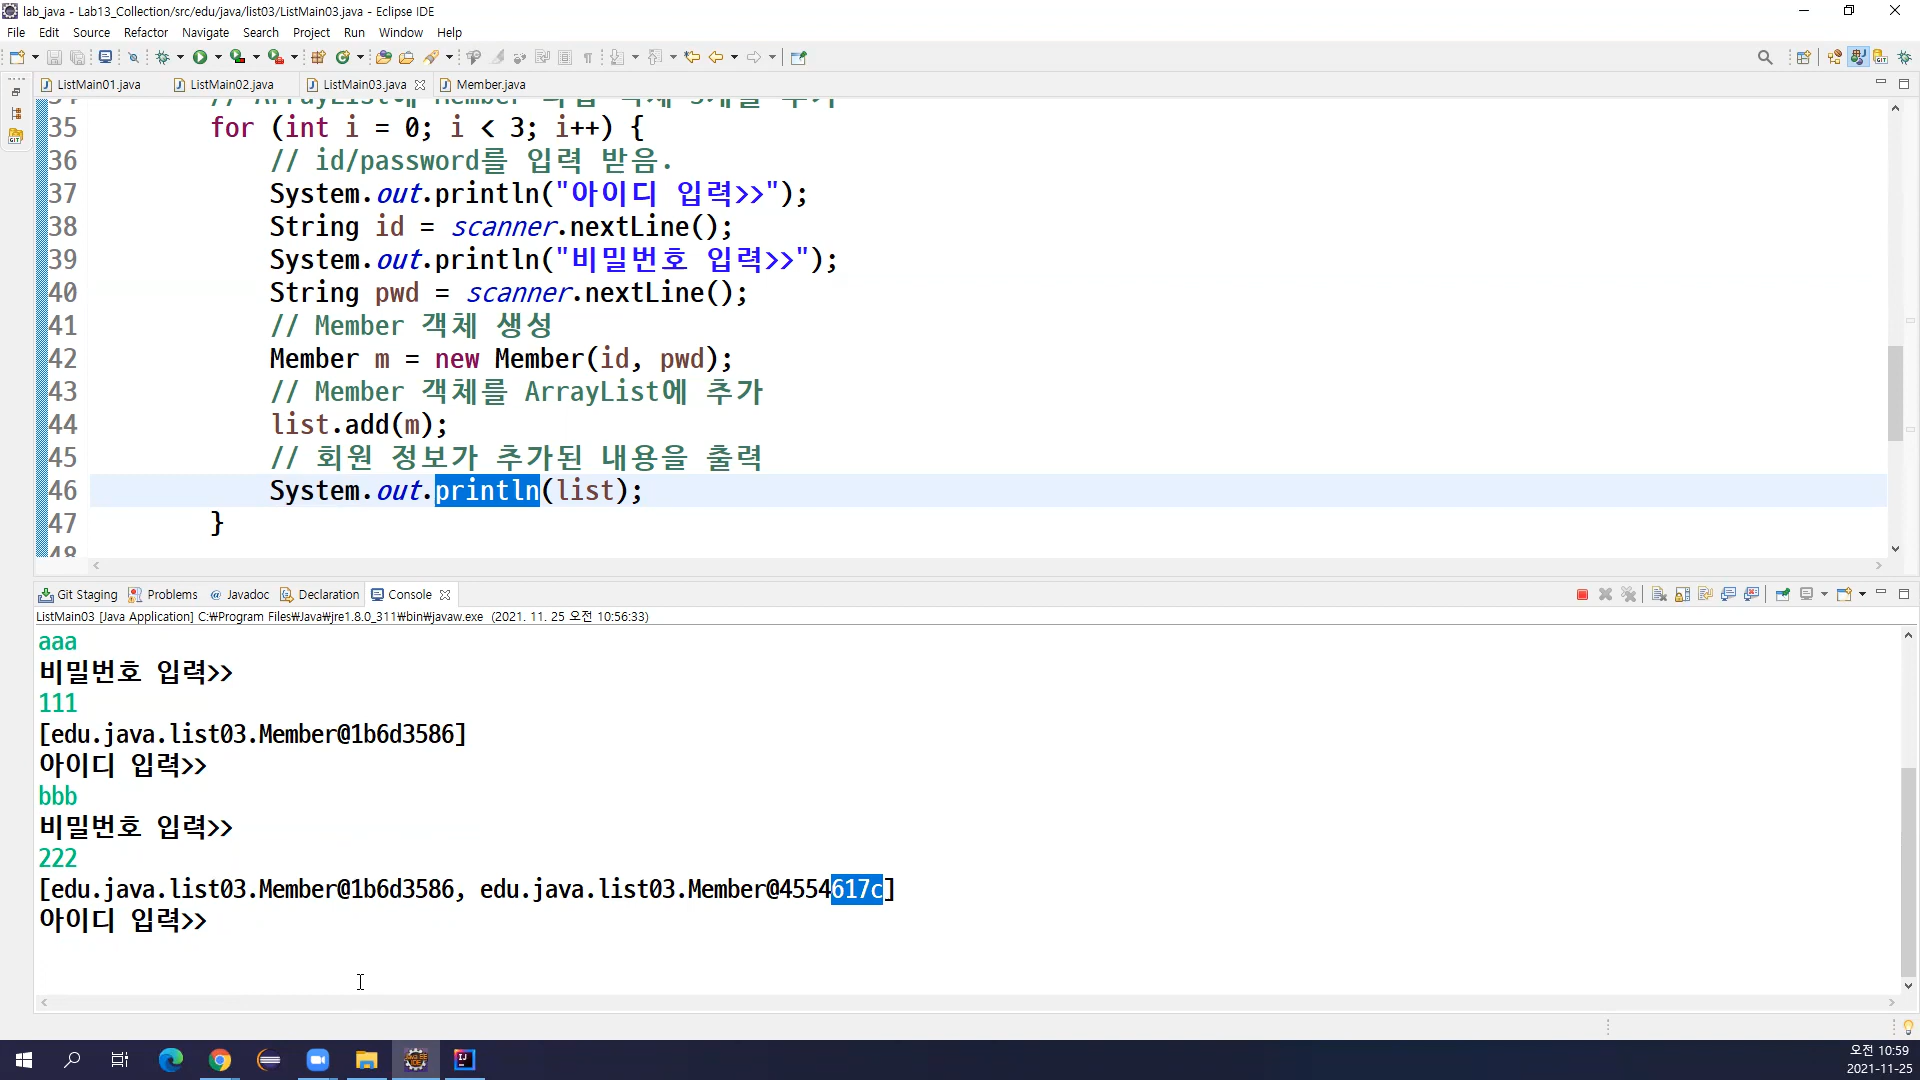 lab_java - Lab13_Collection/src/edu/java/list03/ListMain03.java - Eclipse IDE
File Edit Source Refactor Navigate Search Project Run Window Help
ListMain01.java ListMain02.java ListMain03.java Member.java
35 for (int i = 0; i < 3; i++) {
36 // id/password를 입력 받음.
37 System.out.println("아이디 입력>>");
38 String id = scanner.nextLine();
39 System.out.println("비밀번호 입력>>");
40 String pwd = scanner.nextLine();
41 // Member 객체 생성
42 Member m = new Member(id, pwd);
43 // Member 객체를 ArrayList에 추가
44 list.add(m);
45 // 회원 정보가 추가된 내용을 출력
46 System.out.println(list);
47 }
48
Git Staging Problems Javadoc Declaration Console
ListMain03 [Java Application] C:₩Program Files₩Java₩jre1.8.0_311₩bin₩javaw.exe (2021. 11. 25 오전 10:56:33)
aaa
비밀번호 입력>>
111
[edu.java.list03.Member@1b6d3586]
아이디 입력>>
bbb
비밀번호 입력>>
222
[edu.java.list03.Member@1b6d3586, edu.java.list03.Member@4554617c]
아이디 입력>>
오전 10:59
2021-11-25